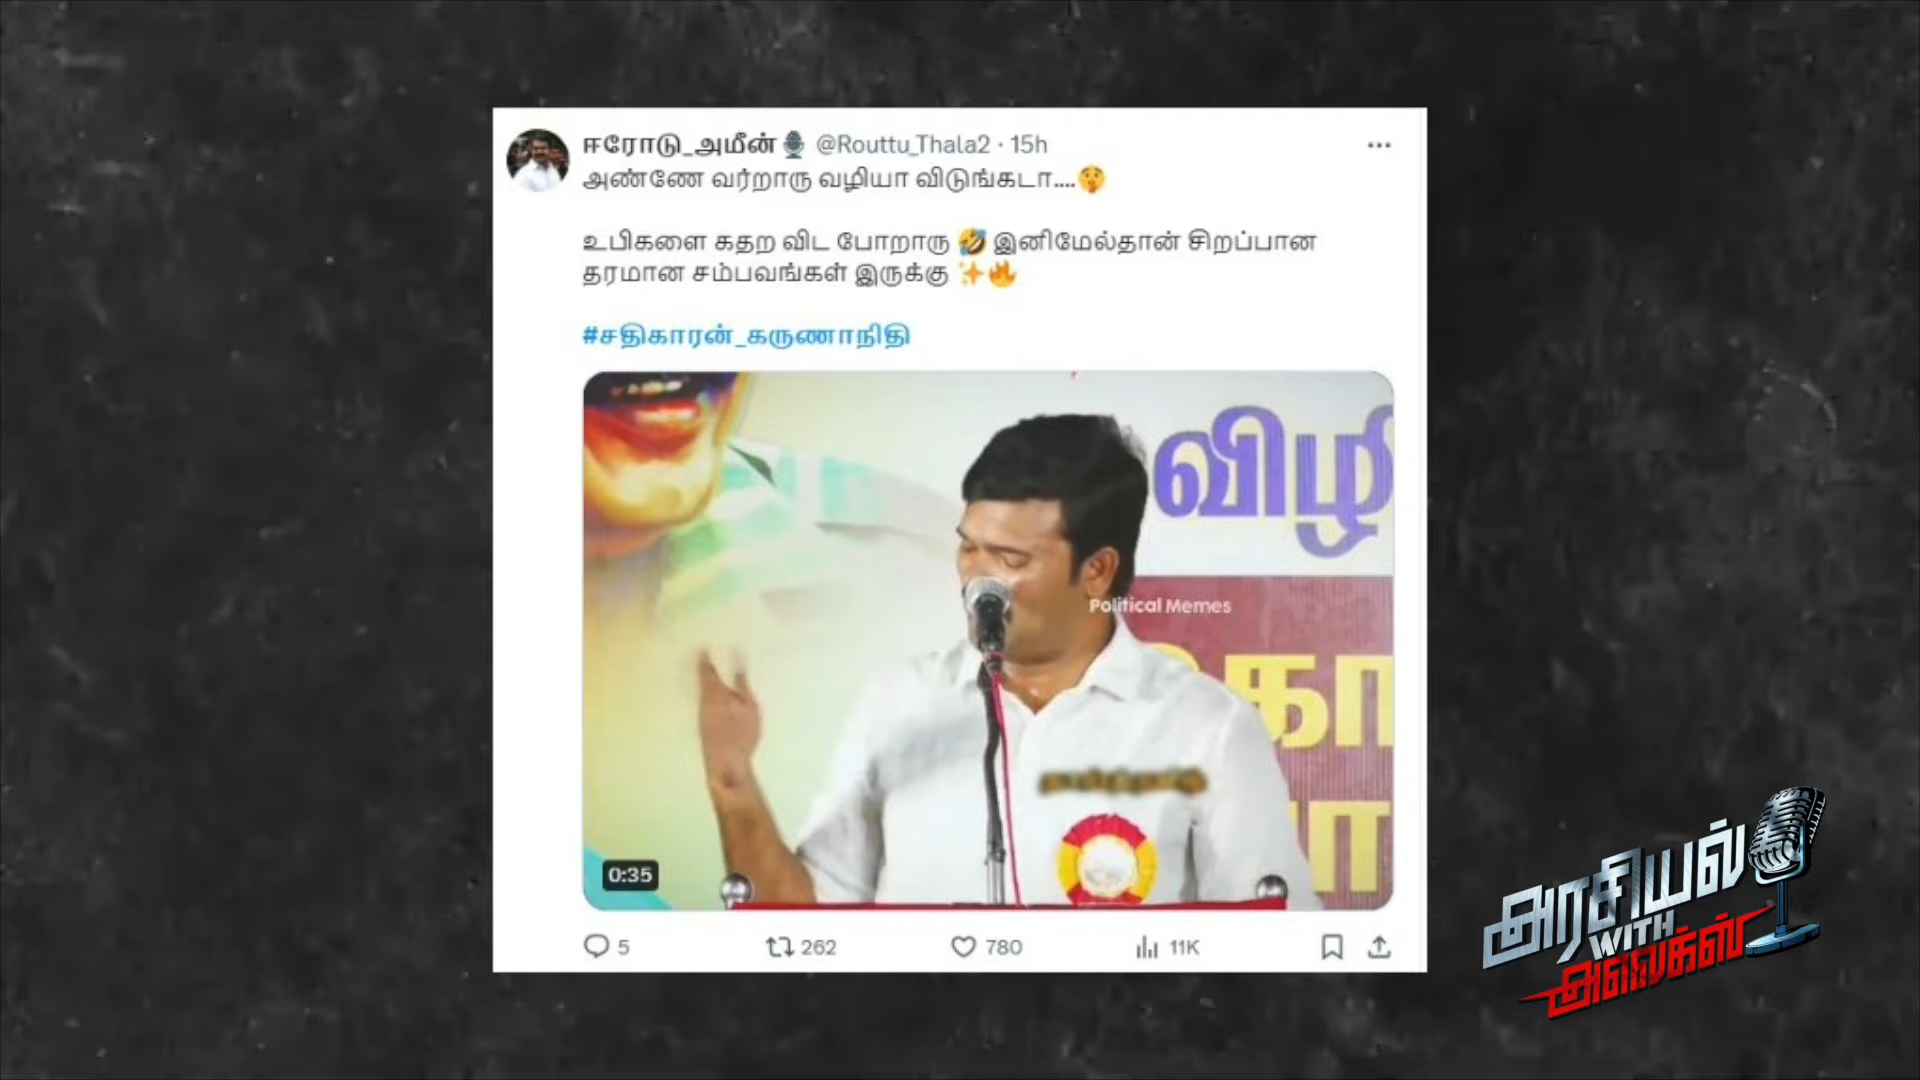 ஈரோடு_அமீன் @Routtu_Thala2 · 15h
அண்ணே வர்றாரு வழியா விடுங்கடா....
உபிகளை கதற விட போறாரு இனிமேல்தான் சிறப்பான
தரமான சம்பவங்கள் இருக்கு
#சதிகாரன்_கருணாநிதி
விழி
Political Memes
கொ
பா
0:35
5 262 780 11K
அரசியல்
WITH
அலெக்ஸ்